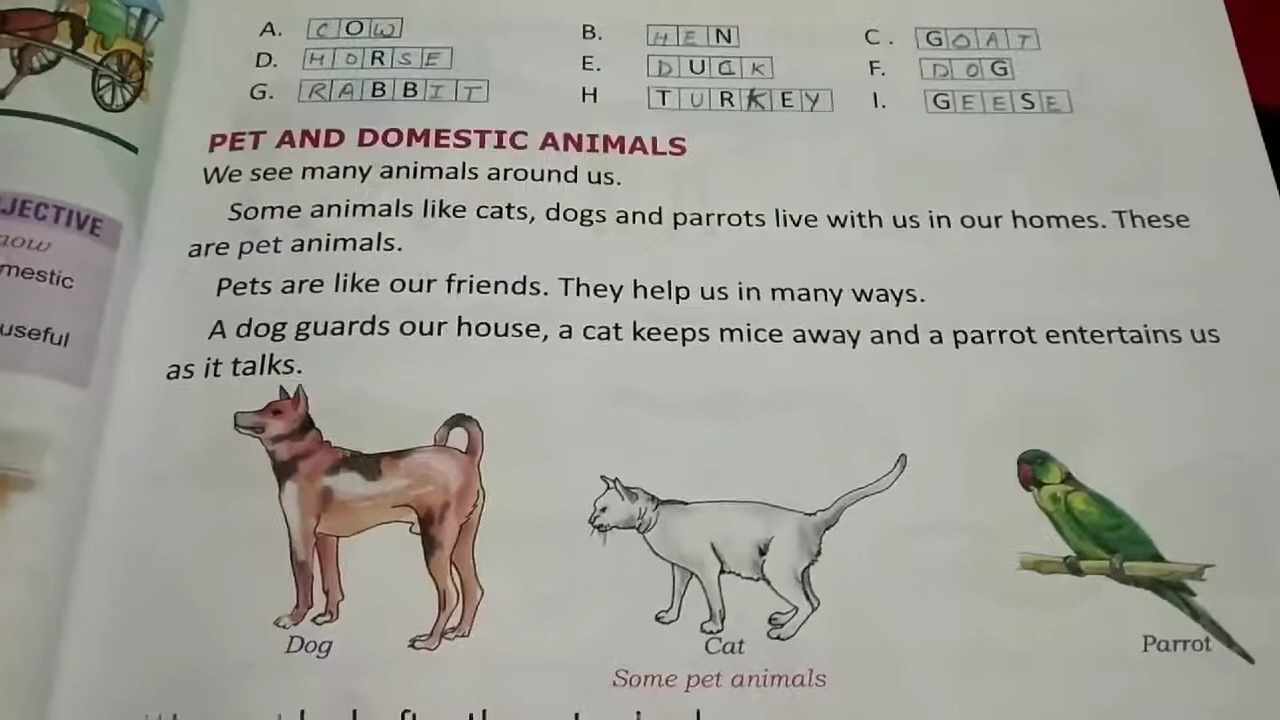 A. COW B. HEN C. GOAT
D. HORSE E. DUCK F. DOG
G. RABBIT H TURKEY I. GEESE
PET AND DOMESTIC ANIMALS
We see many animals around us.
Some animals like cats, dogs and parrots live with us in our homes. These
are pet animals.
Pets are like our friends. They help us in many ways.
A dog guards our house, a cat keeps mice away and a parrot entertains us
as it talks.
Dog Cat Parrot
Some pet animals
JECTIVE
now
mestic
useful